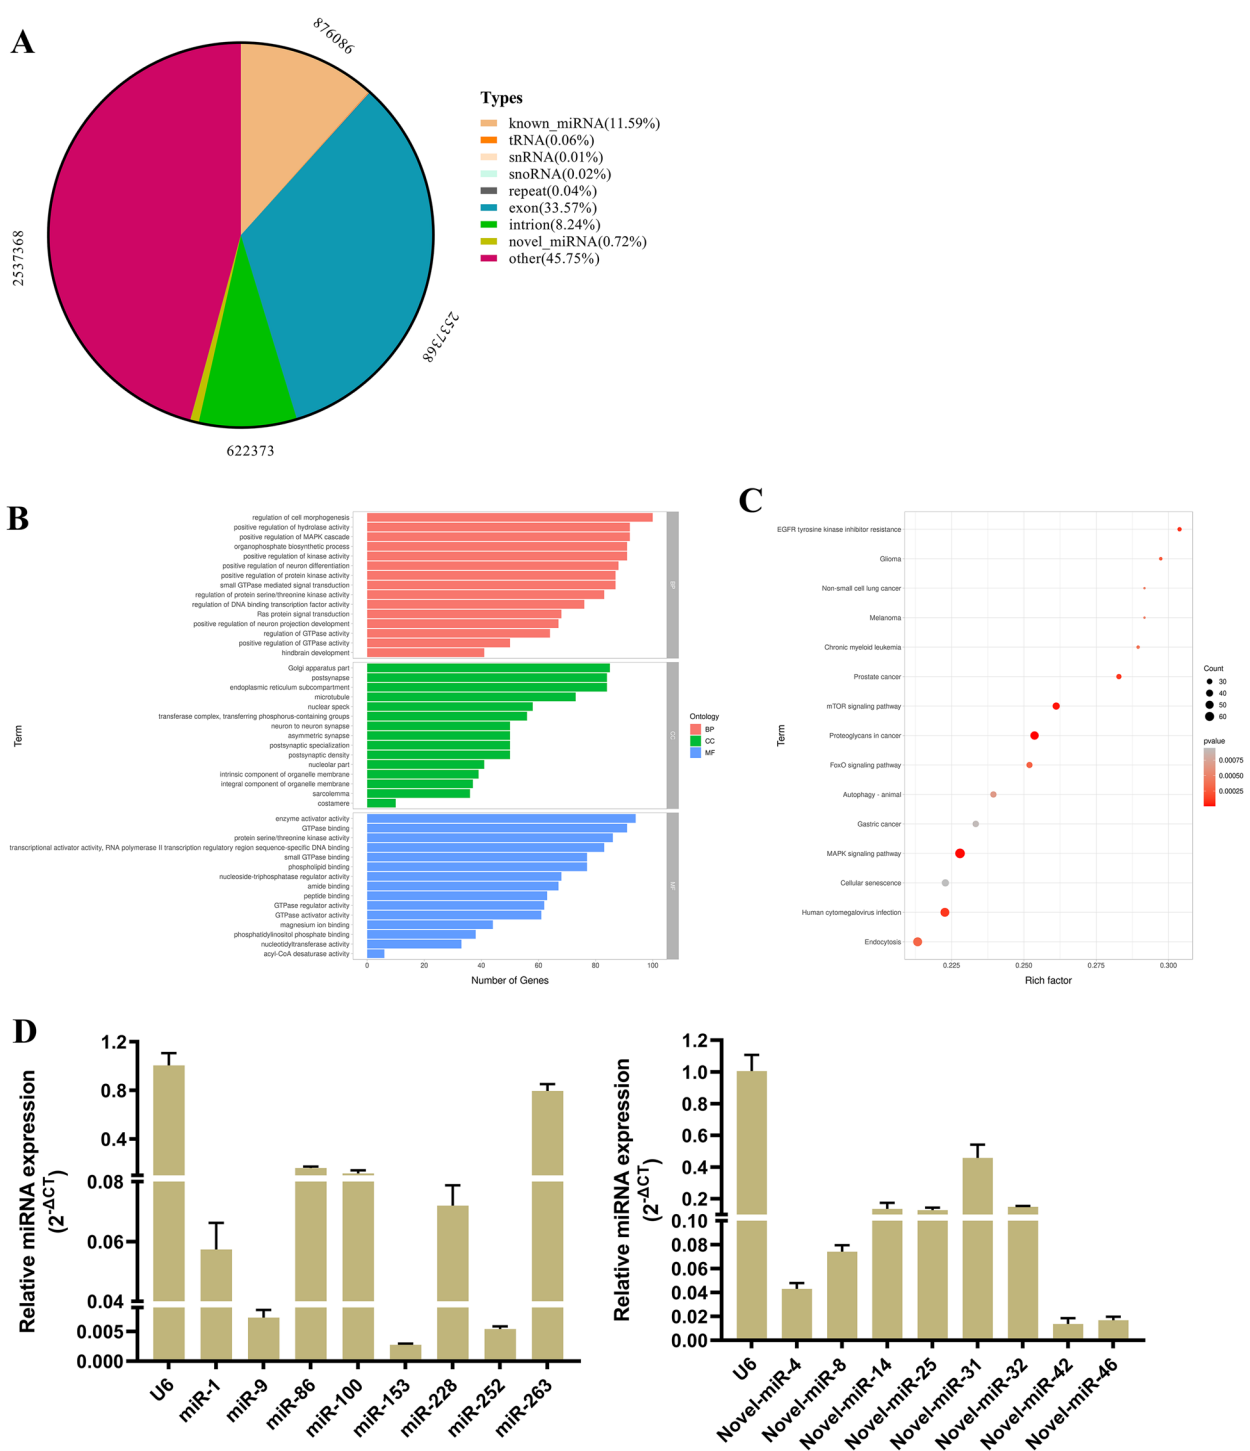 A
876086
2537368
2537368
622373
Types
known_miRNA(11.59%)
tRNA(0.06%)
snRNA(0.01%)
snoRNA(0.02%)
repeat(0.04%)
exon(33.57%)
intrion(8.24%)
novel_miRNA(0.72%)
other(45.75%)
B
Term
regulation of cell morphogenesis
positive regulation of hydrolase activity
positive regulation of MAPK cascade
organophosphate biosynthetic process
positive regulation of kinase activity
positive regulation of neuron differentiation
positive regulation of protein kinase activity
small GTPase mediated signal transduction
regulation of protein serine/threonine kinase activity
regulation of DNA binding transcription factor activity
Ras protein signal transduction
positive regulation of neuron projection development
regulation of GTPase activity
positive regulation of GTPase activity
hindbrain development
BP
Golgi apparatus part
postsynapse
endoplasmic reticulum subcompartment
microtubule
nuclear speck
transferase complex, transferring phosphorus-containing groups
neuron to neuron synapse
asymmetric synapse
postsynaptic specialization
postsynaptic density
nucleolar part
intrinsic component of organelle membrane
integral component of organelle membrane
sarcolemma
costamere
CC
enzyme activator activity
GTPase binding
protein serine/threonine kinase activity
transcriptional activator activity, RNA polymerase II transcription regulatory region sequence-specific DNA binding
small GTPase binding
phospholipid binding
nucleoside-triphosphatase regulator activity
amide binding
peptide binding
GTPase regulator activity
GTPase activator activity
magnesium ion binding
phosphatidylinositol phosphate binding
nucleotidyltransferase activity
acyl-CoA desaturase activity
MF
0 20 40 60 80 100
Number of Genes
Ontology
BP
CC
MF
C
Term
EGFR tyrosine kinase inhibitor resistance
Glioma
Non-small cell lung cancer
Melanoma
Chronic myeloid leukemia
Prostate cancer
mTOR signaling pathway
Proteoglycans in cancer
FoxO signaling pathway
Autophagy - animal
Gastric cancer
MAPK signaling pathway
Cellular senescence
Human cytomegalovirus infection
Endocytosis
0.225 0.250 0.275 0.300
Rich factor
Count
30
40
50
60
pvalue
0.00075
0.00050
0.00025
D
Relative miRNA expression
(2-ΔCT)
1.2
0.8
0.4
0.08
0.06
0.04
0.005
0.000
U6 miR-1 miR-9 miR-86 miR-100 miR-153 miR-228 miR-252 miR-263
Relative miRNA expression
(2-ΔCT)
1.2
1.0
0.8
0.6
0.4
0.2
0.10
0.08
0.06
0.04
0.02
0.00
U6 Novel-miR-4 Novel-miR-8 Novel-miR-14 Novel-miR-25 Novel-miR-31 Novel-miR-32 Novel-miR-42 Novel-miR-46